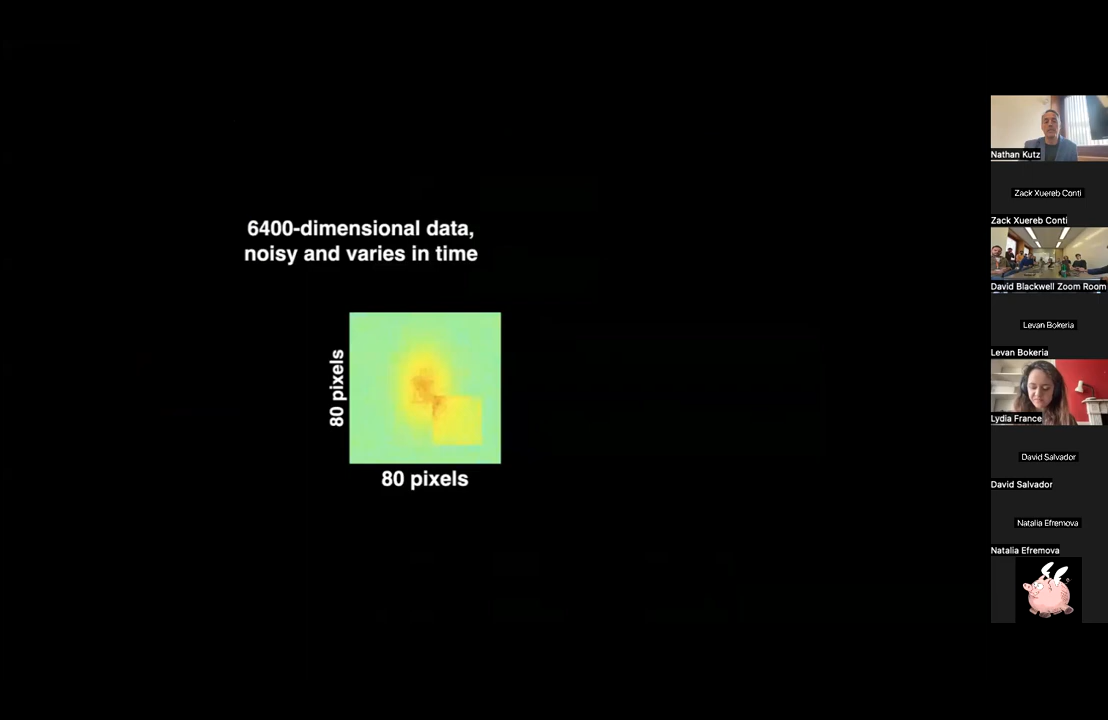 6400-dimensional data,
noisy and varies in time
80 pixels
80 pixels
Nathan Kutz
Zack Xuereb Conti
Zack Xuereb Conti
David Blackwell Zoom Room
Levan Bokeria
Levan Bokeria
Lydia France
David Salvador
David Salvador
Natalia Efremova
Natalia Efremova